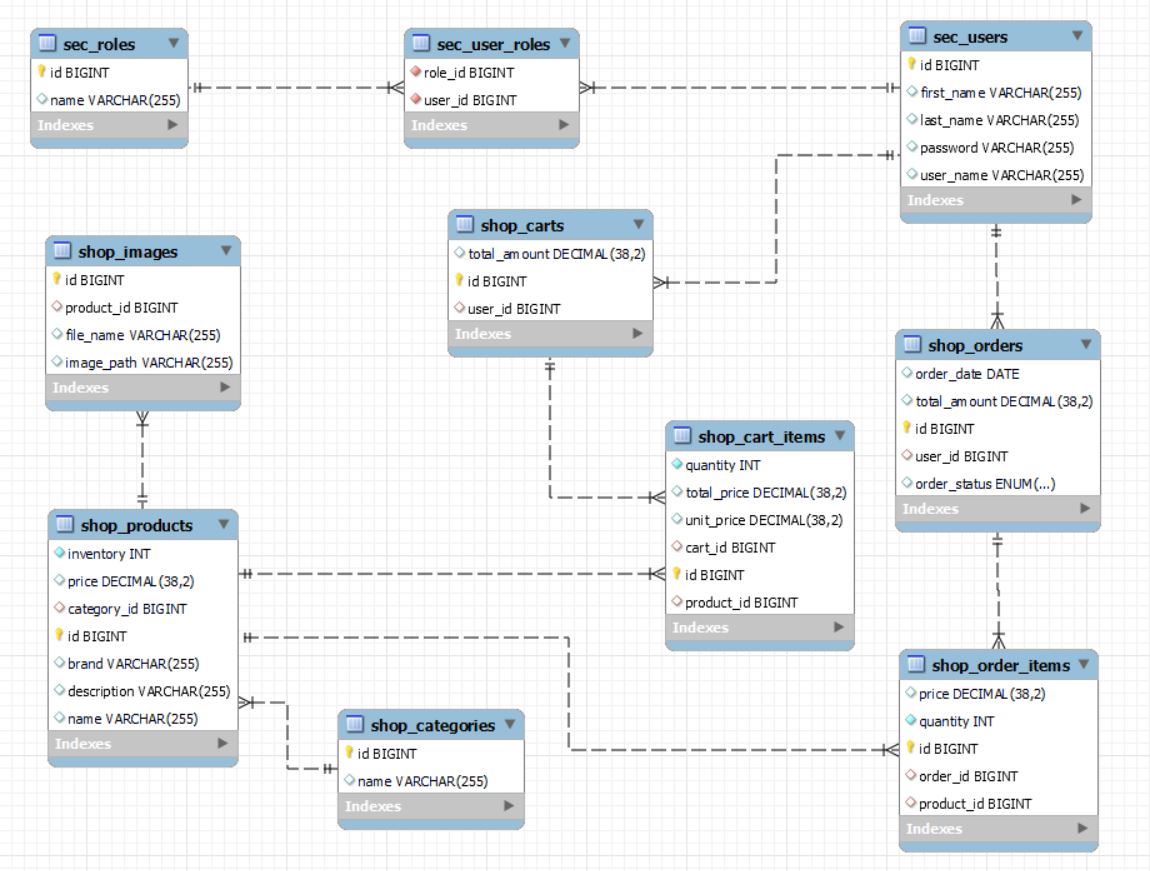 sec_roles
id BIGINT
name VARCHAR(255)
Indexes
sec_user_roles
role_id BIGINT
user_id BIGINT
Indexes
sec_users
id BIGINT
first_name VARCHAR(255)
last_name VARCHAR(255)
password VARCHAR(255)
user_name VARCHAR(255)
Indexes
shop_images
id BIGINT
product_id BIGINT
file_name VARCHAR(255)
image_path VARCHAR(255)
Indexes
shop_carts
total_amount DECIMAL(38,2)
id BIGINT
user_id BIGINT
Indexes
shop_orders
order_date DATE
total_amount DECIMAL(38,2)
id BIGINT
user_id BIGINT
order_status ENUM(...)
Indexes
shop_cart_items
quantity INT
total_price DECIMAL(38,2)
unit_price DECIMAL(38,2)
cart_id BIGINT
id BIGINT
product_id BIGINT
Indexes
shop_products
inventory INT
price DECIMAL(38,2)
category_id BIGINT
id BIGINT
brand VARCHAR(255)
description VARCHAR(255)
name VARCHAR(255)
Indexes
shop_categories
id BIGINT
name VARCHAR(255)
Indexes
shop_order_items
price DECIMAL(38,2)
quantity INT
id BIGINT
order_id BIGINT
product_id BIGINT
Indexes